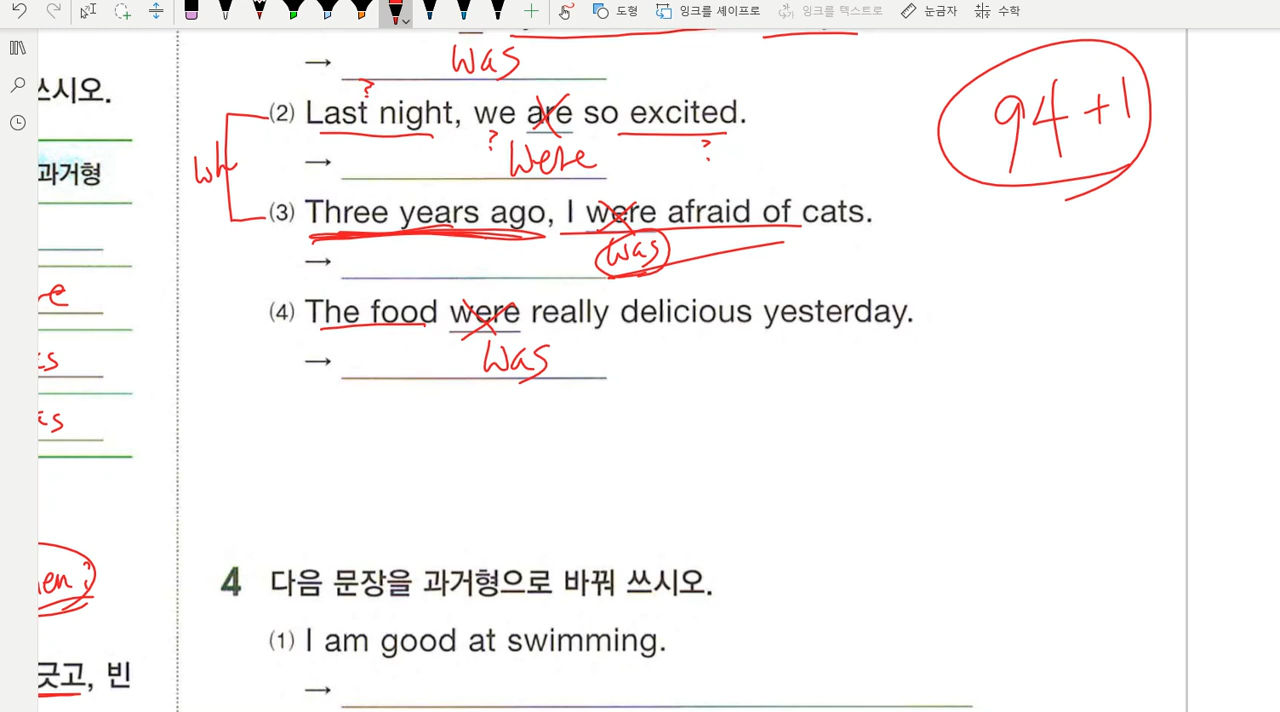 도형 잉크를 셰이프로 잉크를 텍스트로 눈금자 수학
쓰시오.
과거형
→ was
(2) Last night, we are so excited.
? ? ?
→ were
wh
(3) Three years ago, I were afraid of cats.
→ was
(4) The food were really delicious yesterday.
→ was
94+1
e
as
as
en?
긋고, 빈
4 다음 문장을 과거형으로 바꿔 쓰시오.
(1) I am good at swimming.
→